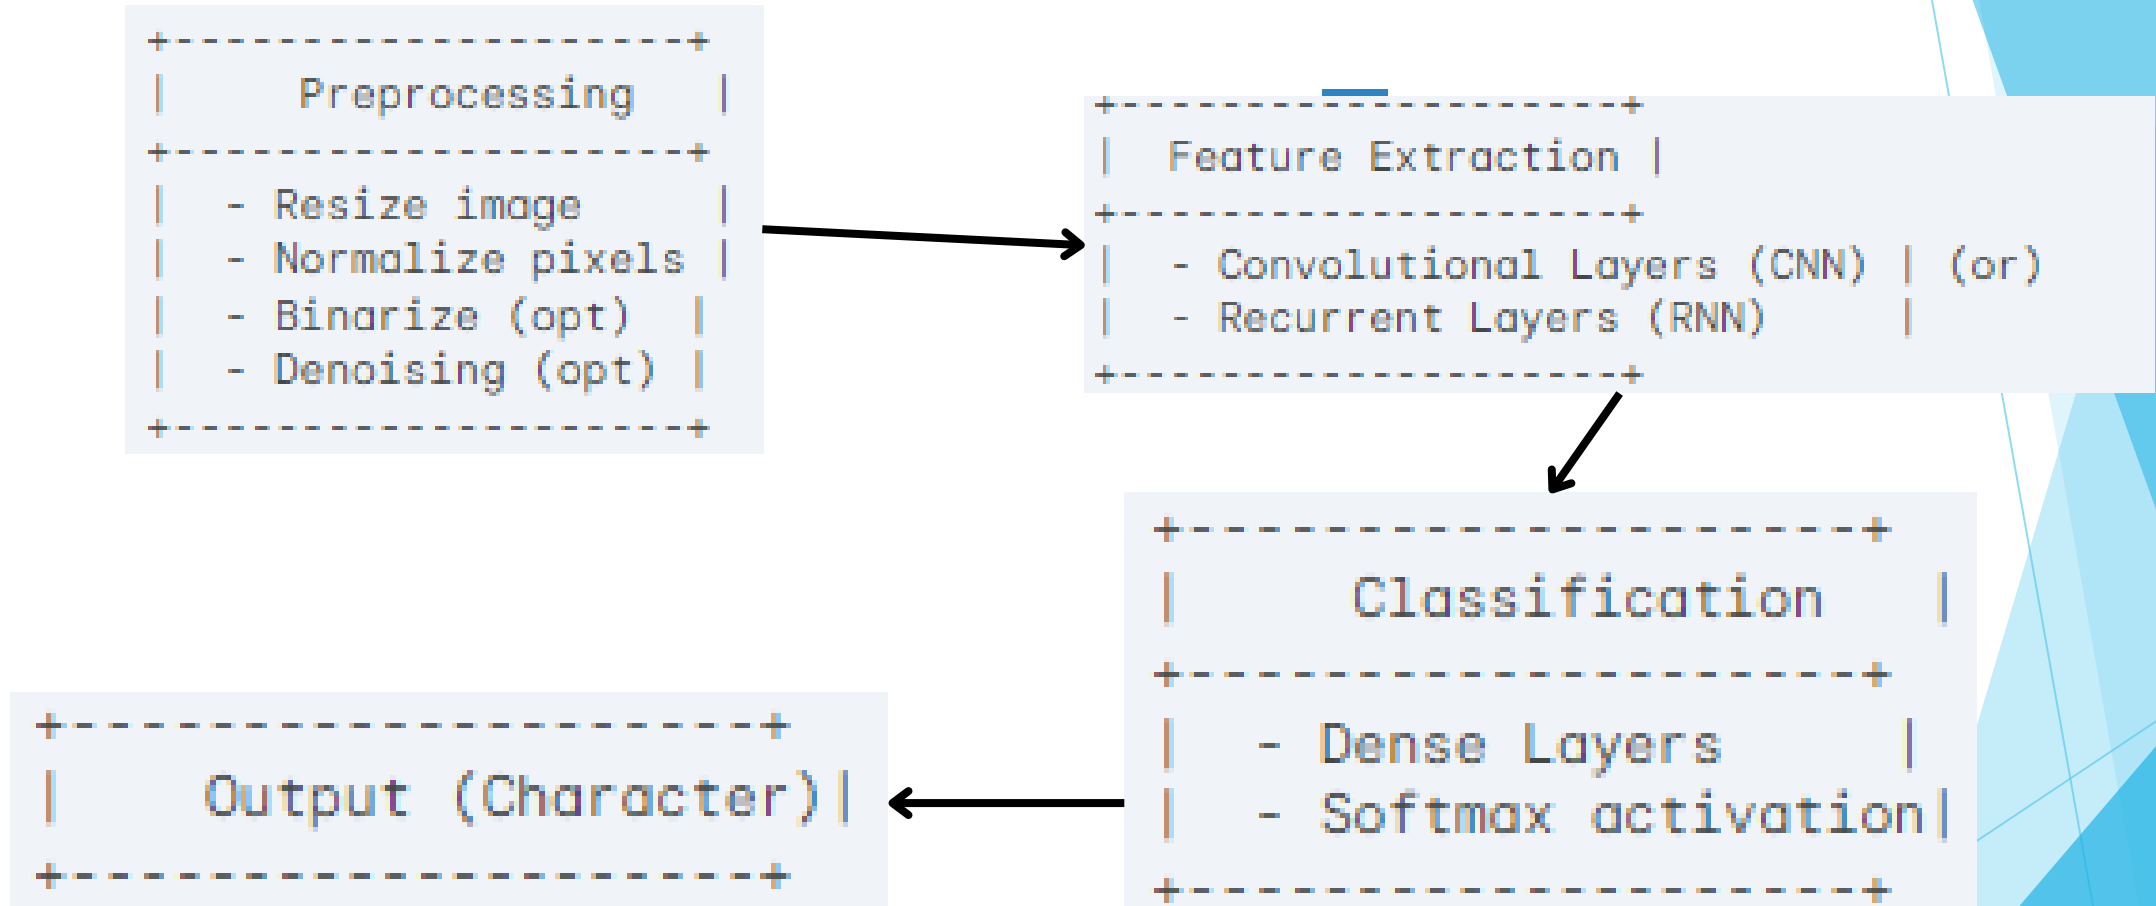 +---------------------+
|     Preprocessing   |
+---------------------+
|  - Resize image     |
|  - Normalize pixels |
|  - Binarize (opt)  |
|  - Denoising (opt) |
+---------------------+
+--------------------+
|  Feature Extraction |
+--------------------+
|  - Convolutional Layers (CNN) | (or)
|  - Recurrent Layers (RNN)     |
+--------------------+
+-------------------+
|     Classification   |
+-------------------+
|  - Dense Layers     |
|  - Softmax activation|
+-------------------+
+-------------------+
|    Output (Character)|
+-------------------+